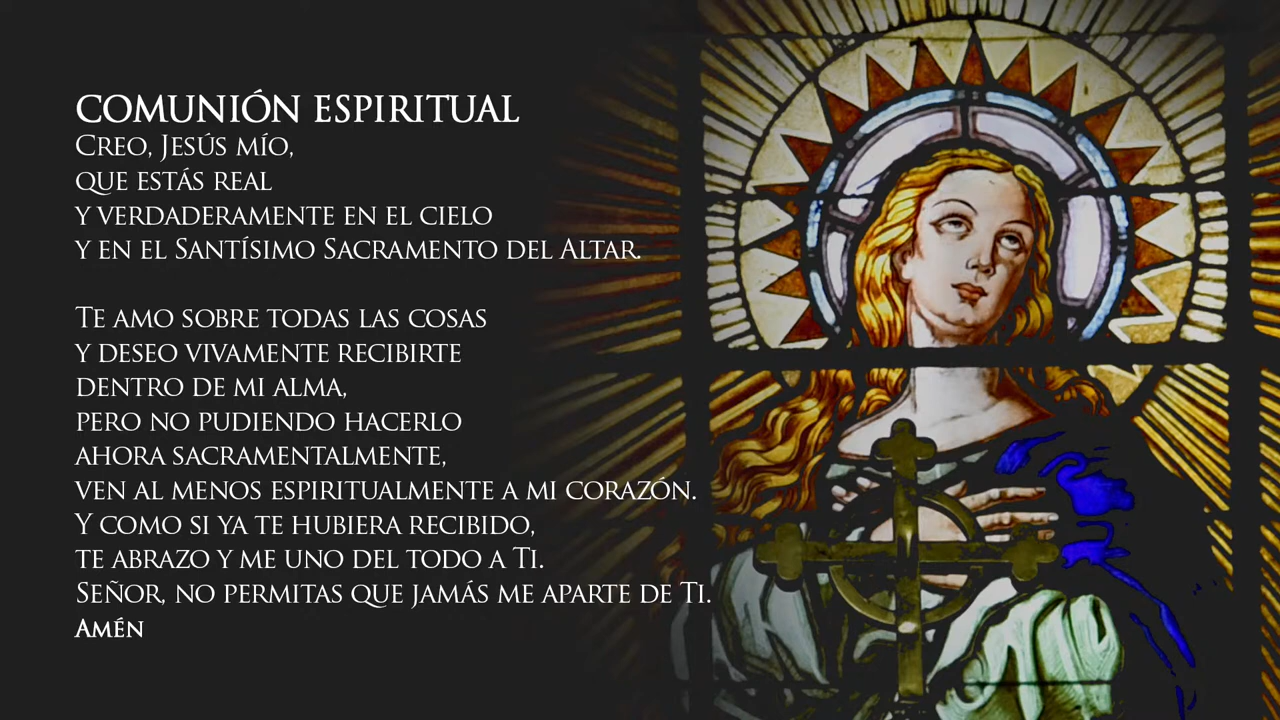 COMUNIÓN ESPIRITUAL
Creo, Jesús mío,
que estás real
y verdaderamente en el cielo
y en el Santísimo Sacramento del Altar.
Te amo sobre todas las cosas
y deseo vivamente recibirte
dentro de mi alma,
pero no pudiendo hacerlo
ahora sacramentalmente,
ven al menos espiritualmente a mi corazón.
Y como si ya te hubiera recibido,
te abrazo y me uno del todo a Ti.
Señor, no permitas que jamás me aparte de Ti.
Amén